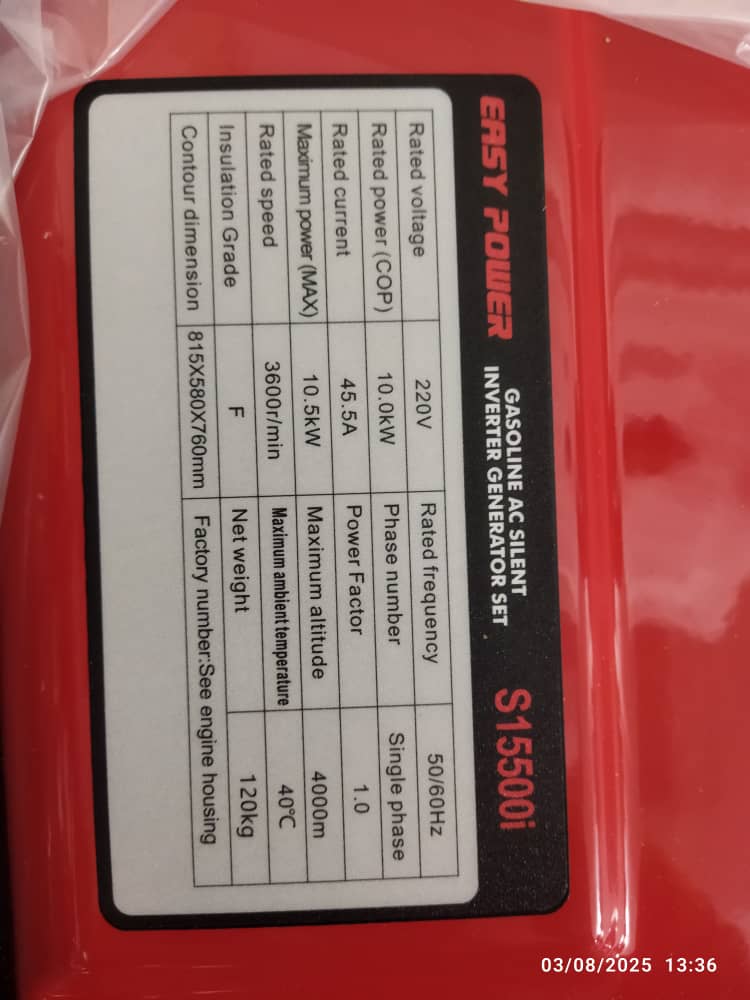 EASY POWER
GASOLINE AC SILENT
INVERTER GENERATOR SET
S15500i
Rated voltage 220V Rated frequency 50/60Hz
Rated power (COP) 10.0kW Phase number Single phase
Rated current 45.5A Power Factor 1.0
Maximum power (MAX) 10.5kW Maximum altitude 4000m
Rated speed 3600r/min Maximum ambient temperature 40℃
Insulation Grade F Net weight 120kg
Contour dimension 815X580X760mm Factory number:See engine housing
03/08/2025 13:36